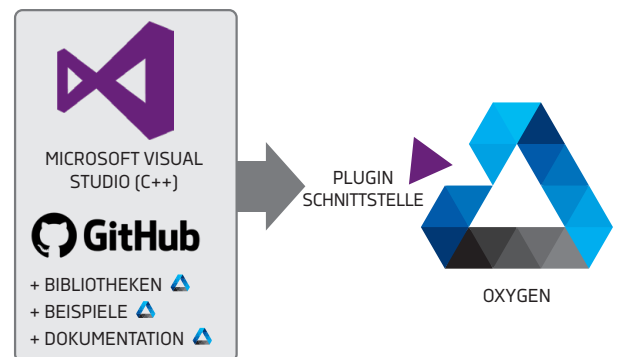 MICROSOFT VISUAL
STUDIO (C++)
GitHub
+ BIBLIOTHEKEN
+ BEISPIELE
+ DOKUMENTATION
PLUGIN
SCHNITTSTELLE
OXYGEN